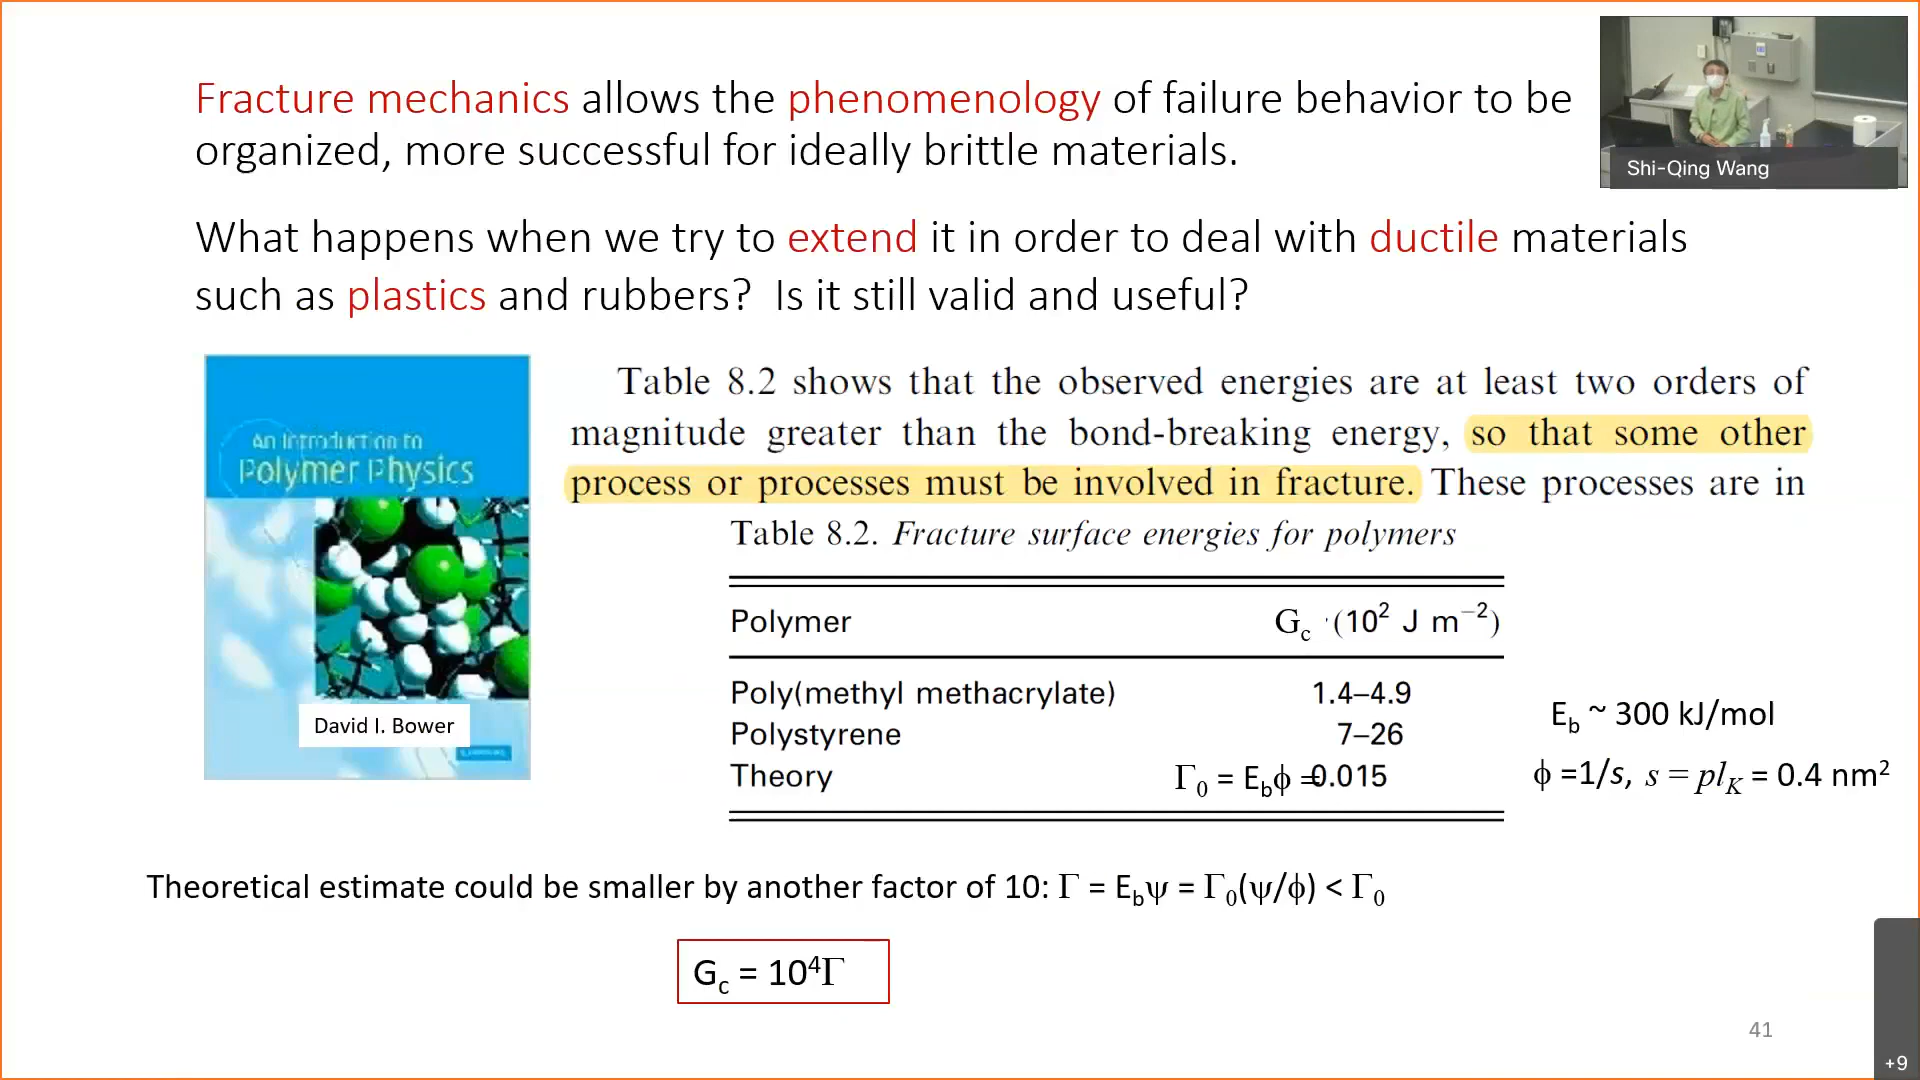 Fracture mechanics allows the phenomenology of failure behavior to be
organized, more successful for ideally brittle materials.
Shi-Qing Wang
What happens when we try to extend it in order to deal with ductile materials
such as plastics and rubbers? Is it still valid and useful?
An Introduction to
Polymer Physics
David I. Bower
Table 8.2 shows that the observed energies are at least two orders of
magnitude greater than the bond-breaking energy, so that some other
process or processes must be involved in fracture. These processes are in
Table 8.2. Fracture surface energies for polymers
Polymer Gc (10² J m⁻²)
Poly(methyl methacrylate) 1.4–4.9
Polystyrene 7–26
Theory Γ₀ = Ebϕ = 0.015
Eb ~ 300 kJ/mol
ϕ =1/s, s = plK = 0.4 nm²
Theoretical estimate could be smaller by another factor of 10: Γ = Ebψ = Γ₀(ψ/ϕ) < Γ₀
Gc = 10⁴Γ
41
+9